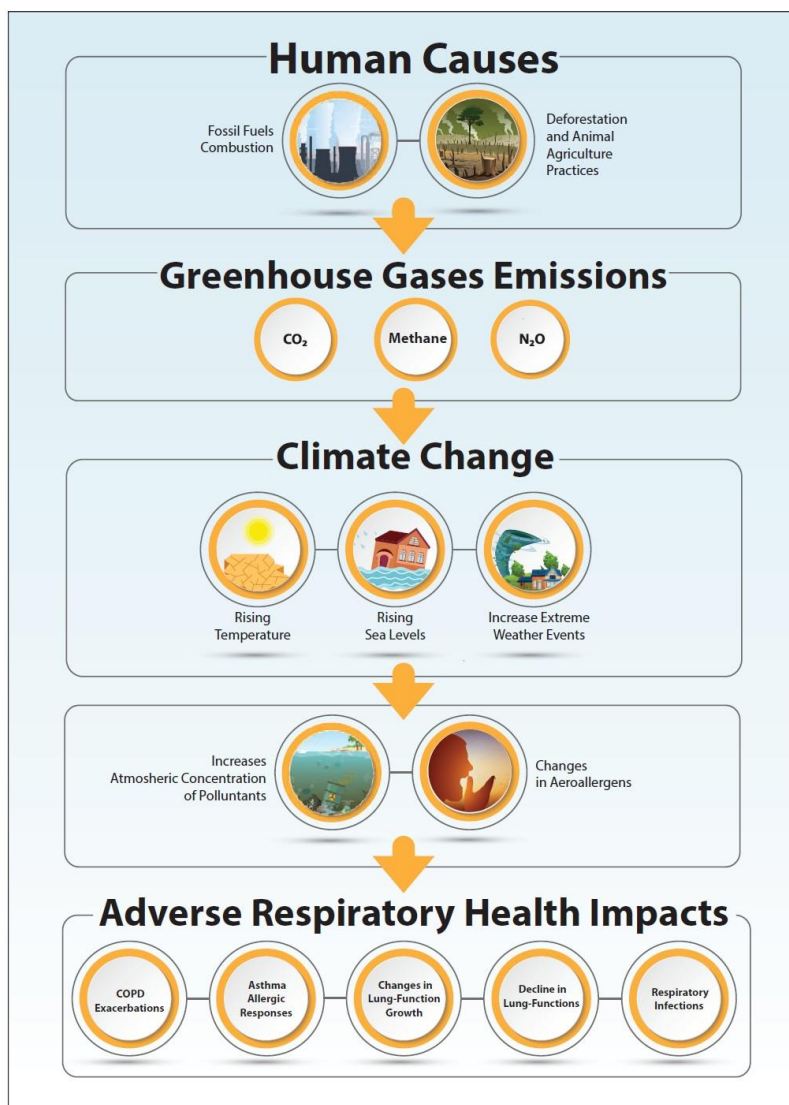 Human Causes
Fossil Fuels
Combustion
Deforestation
and Animal
Agriculture
Practices
Greenhouse Gases Emissions
CO₂
Methane
N₂O
Climate Change
Rising
Temperature
Rising
Sea Levels
Increase Extreme
Weather Events
Increases
Atmosheric Concentration
of Polluntants
Changes
in Aeroallergens
Adverse Respiratory Health Impacts
COPD
Exacerbations
Asthma
Allergic
Responses
Changes in
Lung-Function
Growth
Decline in
Lung-Functions
Respiratory
Infections